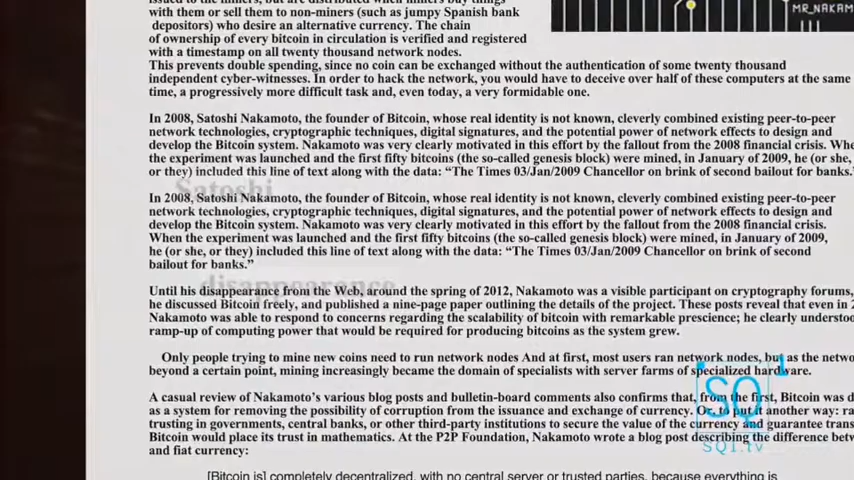 issued to the miners, but are distributed when miners buy things
with them or sell them to non-miners (such as jumpy Spanish bank
depositors) who desire an alternative currency. The chain
of ownership of every bitcoin in circulation is verified and registered
with a timestamp on all twenty thousand network nodes.
This prevents double spending, since no coin can be exchanged without the authentication of some twenty thousand
independent cyber-witnesses. In order to hack the network, you would have to deceive over half of these computers at the same
time, a progressively more difficult task and, even today, a very formidable one.
MR_NAKAM
In 2008, Satoshi Nakamoto, the founder of Bitcoin, whose real identity is not known, cleverly combined existing peer-to-peer
network technologies, cryptographic techniques, digital signatures, and the potential power of network effects to design and
develop the Bitcoin system. Nakamoto was very clearly motivated in this effort by the fallout from the 2008 financial crisis. Whe
the experiment was launched and the first fifty bitcoins (the so-called genesis block) were mined, in January of 2009, he (or she,
or they) included this line of text along with the data: “The Times 03/Jan/2009 Chancellor on brink of second bailout for banks.”
Satoshi
In 2008, Satoshi Nakamoto, the founder of Bitcoin, whose real identity is not known, cleverly combined existing peer-to-peer
network technologies, cryptographic techniques, digital signatures, and the potential power of network effects to design and
develop the Bitcoin system. Nakamoto was very clearly motivated in this effort by the fallout from the 2008 financial crisis.
When the experiment was launched and the first fifty bitcoins (the so-called genesis block) were mined, in January of 2009,
he (or she, or they) included this line of text along with the data: “The Times 03/Jan/2009 Chancellor on brink of second
bailout for banks.”
disappearance
Until his disappearance from the Web, around the spring of 2012, Nakamoto was a visible participant on cryptography forums,
he discussed Bitcoin freely, and published a nine-page paper outlining the details of the project. These posts reveal that even in 2
Nakamoto was able to respond to concerns regarding the scalability of bitcoin with remarkable prescience; he clearly understoo
ramp-up of computing power that would be required for producing bitcoins as the system grew.
Only people trying to mine new coins need to run network nodes And at first, most users ran network nodes, but as the netwo
beyond a certain point, mining increasingly became the domain of specialists with server farms of specialized hardware.
A casual review of Nakamoto’s various blog posts and bulletin-board comments also confirms that, from the first, Bitcoin was d
as a system for removing the possibility of corruption from the issuance and exchange of currency. Or, to put it another way: ra
trusting in governments, central banks, or other third-party institutions to secure the value of the currency and guarantee trans
Bitcoin would place its trust in mathematics. At the P2P Foundation, Nakamoto wrote a blog post describing the difference betw
and fiat currency:
[Bitcoin is] completely decentralized, with no central server or trusted parties, because everything is
SQ1
SQ1.tv